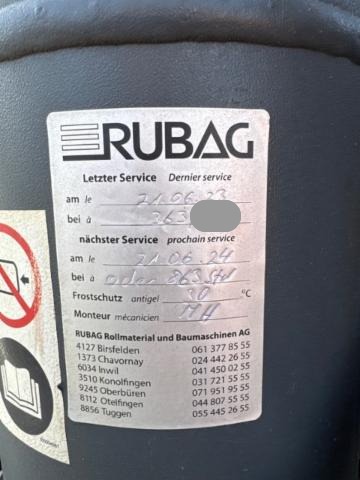 RUBAG
Letzter Service Dernier service
am le 21.06.23
bei à 363
nächster Service prochain service
am le 21.06.24
bei à oder 863 Std
Frostschutz antigel 30 °C
Monteur mécanicien
RUBAG Rollmaterial und Baumaschinen AG
4127 Birsfelden 061 377 85 55
1373 Chavornay 024 442 26 55
6034 Inwil 041 450 02 55
3510 Konolfingen 031 721 55 55
9245 Oberbüren 071 951 95 55
8112 Otelfingen 044 807 55 55
8856 Tuggen 055 445 26 55